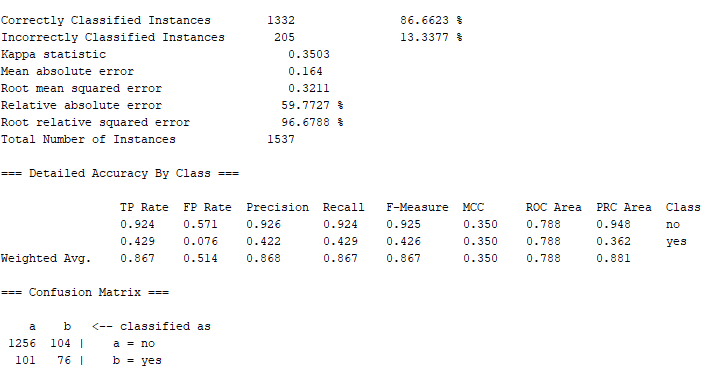 Correctly Classified Instances 1332 86.6623 %
Incorrectly Classified Instances 205 13.3377 %
Kappa statistic 0.3503
Mean absolute error 0.164
Root mean squared error 0.3211
Relative absolute error 59.7727 %
Root relative squared error 96.6788 %
Total Number of Instances 1537
=== Detailed Accuracy By Class ===
TP Rate FP Rate Precision Recall F-Measure MCC ROC Area PRC Area Class
0.924 0.571 0.926 0.924 0.925 0.350 0.788 0.948 no
0.429 0.076 0.422 0.429 0.426 0.350 0.788 0.362 yes
Weighted Avg. 0.867 0.514 0.868 0.867 0.867 0.350 0.788 0.881
=== Confusion Matrix ===
a b <-- classified as
1256 104 | a = no
101 76 | b = yes